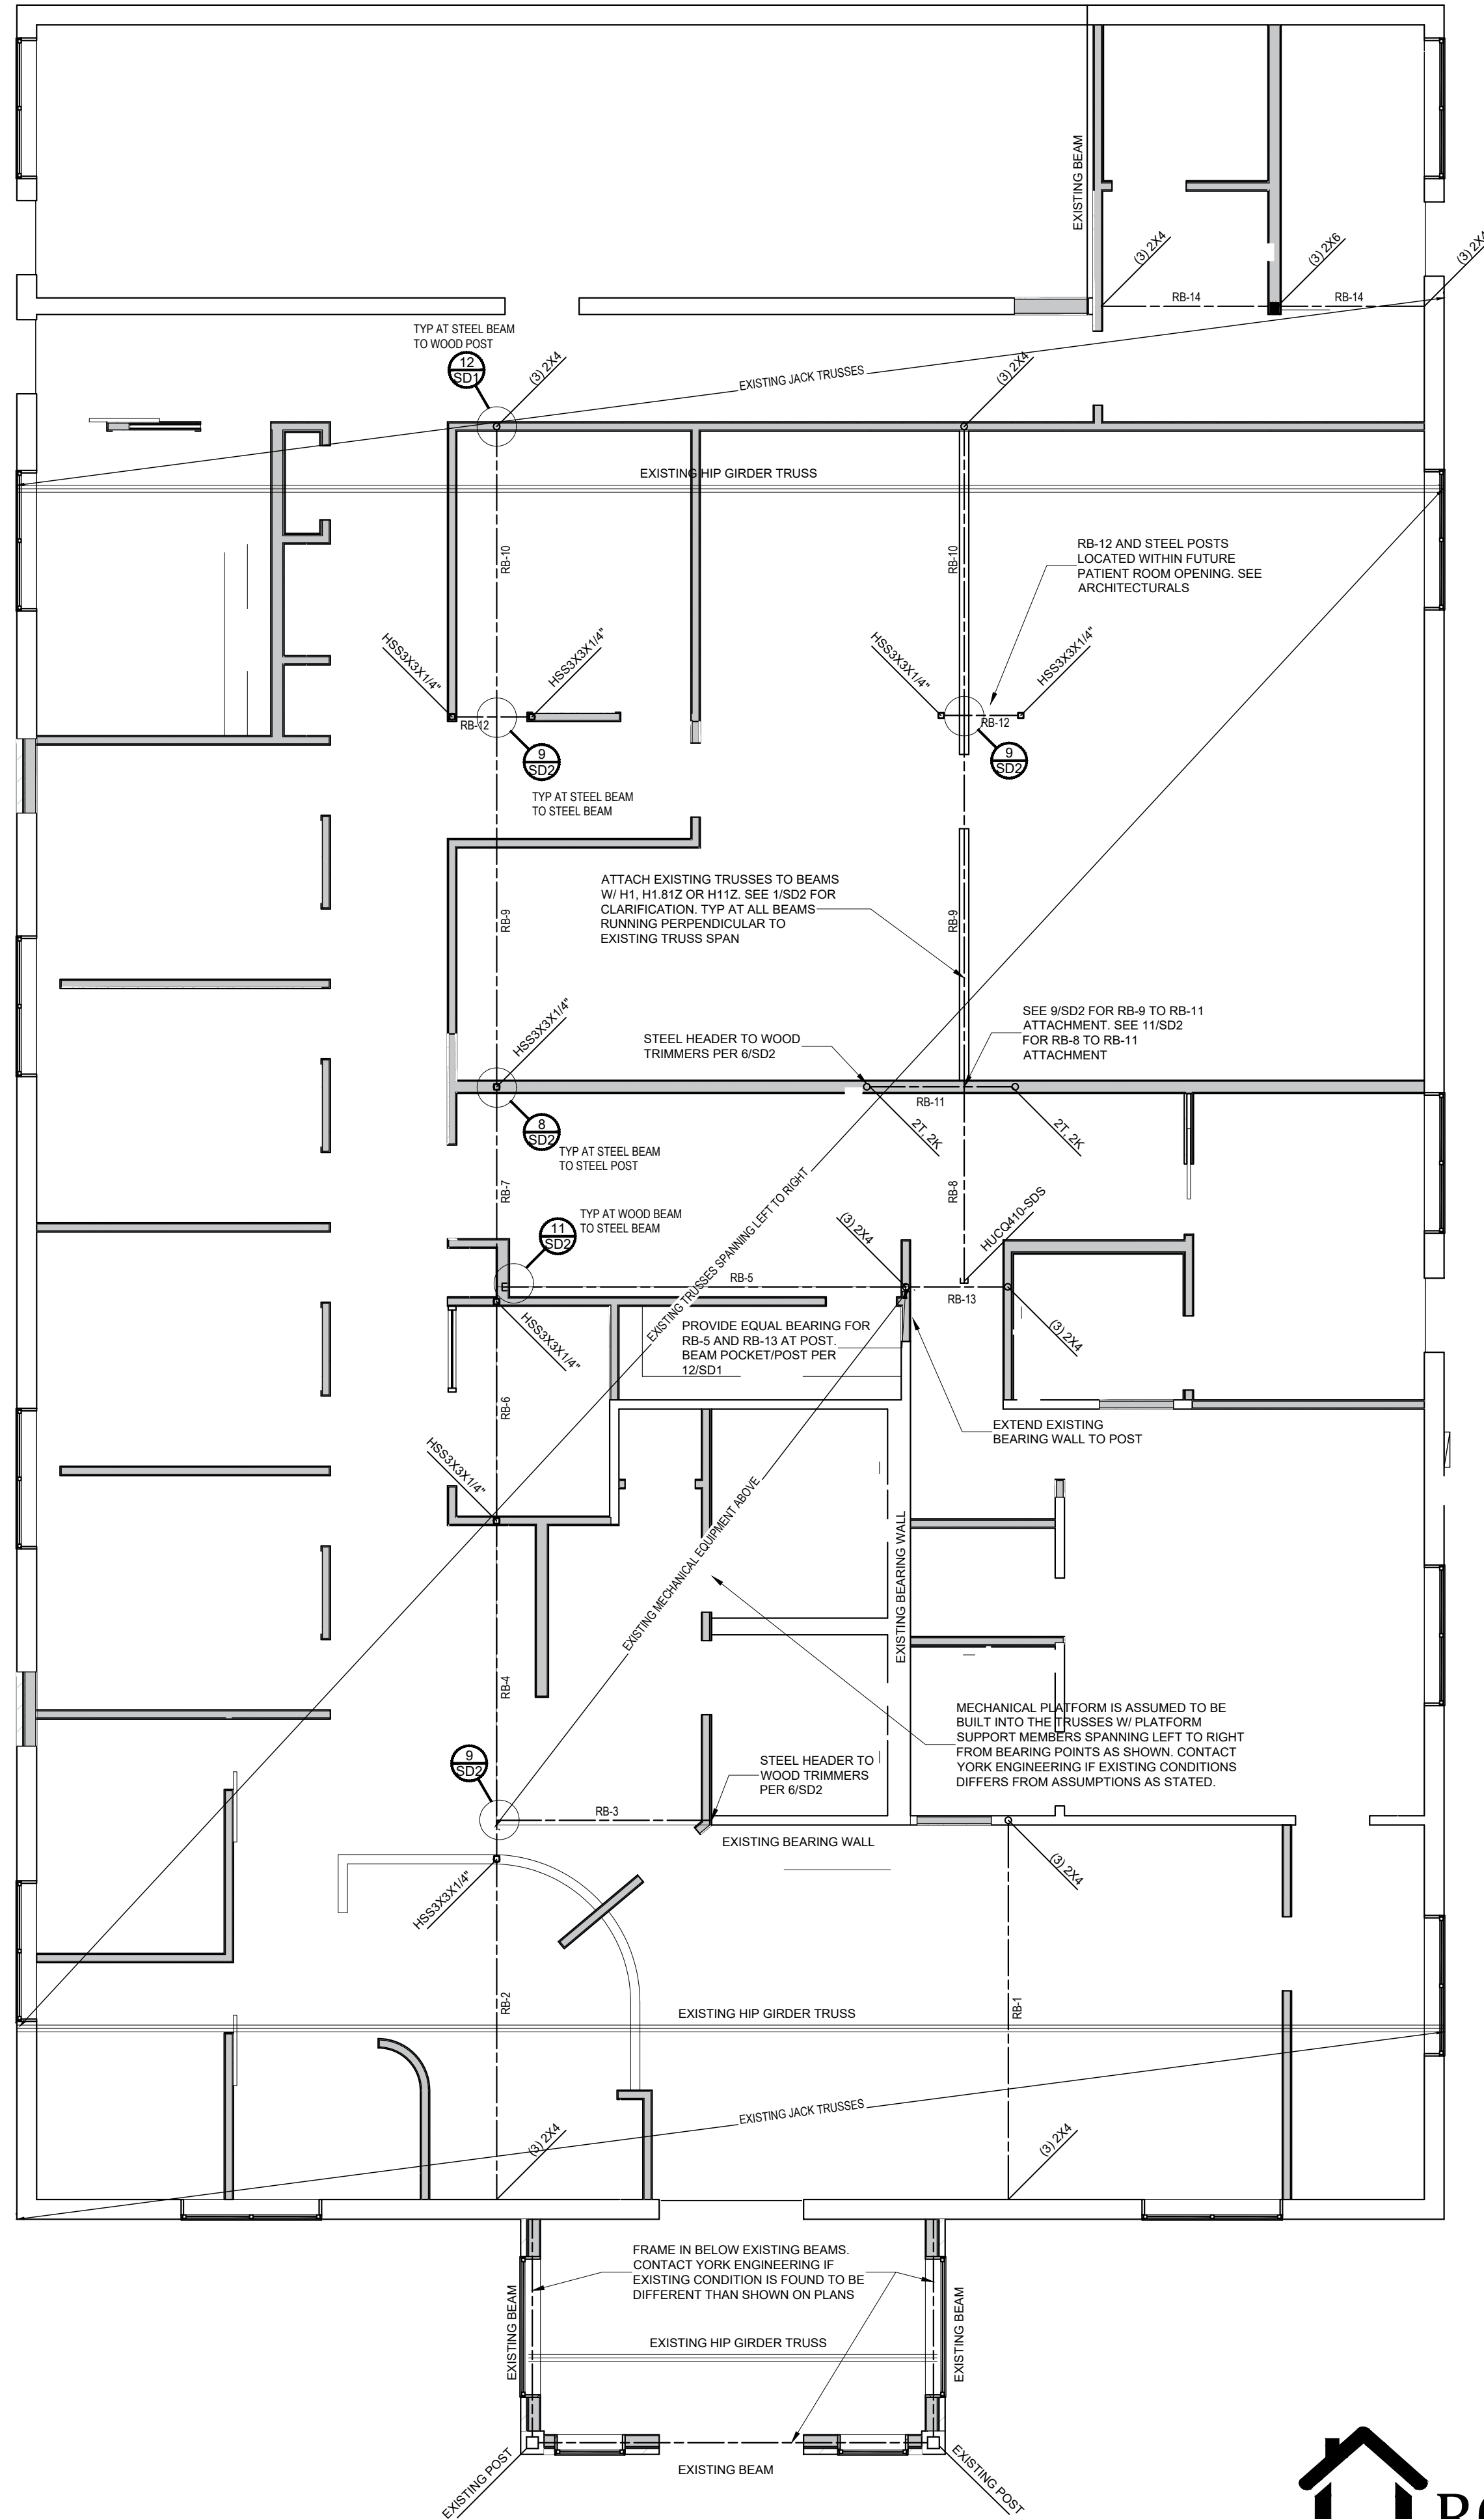 EXISTING BEAM
(3) 2X4
(3) 2X6
(3) 2X4
RB-14
RB-14
TYP AT STEEL BEAM
TO WOOD POST
12
SD1
(3) 2X4
(3) 2X4
EXISTING JACK TRUSSES
EXISTING HIP GIRDER TRUSS
RB-10
RB-10
RB-12 AND STEEL POSTS
LOCATED WITHIN FUTURE
PATIENT ROOM OPENING. SEE
ARCHITECTURALS
HSS3X3X1/4"
HSS3X3X1/4"
HSS3X3X1/4"
HSS3X3X1/4"
RB-12
RB-12
9
SD2
9
SD2
TYP AT STEEL BEAM
TO STEEL BEAM
ATTACH EXISTING TRUSSES TO BEAMS
W/ H1, H1.81Z OR H11Z. SEE 1/SD2 FOR
CLARIFICATION. TYP AT ALL BEAMS
RUNNING PERPENDICULAR TO
EXISTING TRUSS SPAN
RB-9
RB-9
HSS3X3X1/4"
STEEL HEADER TO WOOD
TRIMMERS PER 6/SD2
SEE 9/SD2 FOR RB-9 TO RB-11
ATTACHMENT. SEE 11/SD2
FOR RB-8 TO RB-11
ATTACHMENT
RB-11
2T, 2K
2T, 2K
8
SD2
TYP AT STEEL BEAM
TO STEEL POST
RB-7
RB-8
EXISTING TRUSSES SPANNING LEFT TO RIGHT
11
SD2
TYP AT WOOD BEAM
TO STEEL BEAM
(3) 2X4
HUCQ410-SDS
RB-5
RB-13
HSS3X3X1/4"
PROVIDE EQUAL BEARING FOR
RB-5 AND RB-13 AT POST.
BEAM POCKET/POST PER
12/SD1
(3) 2X4
RB-6
EXTEND EXISTING
BEARING WALL TO POST
HSS3X3X1/4"
EXISTING MECHANICAL EQUIPMENT ABOVE
EXISTING BEARING WALL
RB-4
MECHANICAL PLATFORM IS ASSUMED TO BE
BUILT INTO THE TRUSSES W/ PLATFORM
SUPPORT MEMBERS SPANNING LEFT TO RIGHT
FROM BEARING POINTS AS SHOWN. CONTACT
YORK ENGINEERING IF EXISTING CONDITIONS
DIFFERS FROM ASSUMPTIONS AS STATED.
9
SD2
STEEL HEADER TO
WOOD TRIMMERS
PER 6/SD2
RB-3
EXISTING BEARING WALL
(3) 2X4
HSS3X3X1/4"
RB-2
RB-1
EXISTING HIP GIRDER TRUSS
EXISTING JACK TRUSSES
(3) 2X4
(3) 2X4
FRAME IN BELOW EXISTING BEAMS.
CONTACT YORK ENGINEERING IF
EXISTING CONDITION IS FOUND TO BE
DIFFERENT THAN SHOWN ON PLANS
EXISTING BEAM
EXISTING BEAM
EXISTING HIP GIRDER TRUSS
EXISTING POST
EXISTING BEAM
EXISTING POST